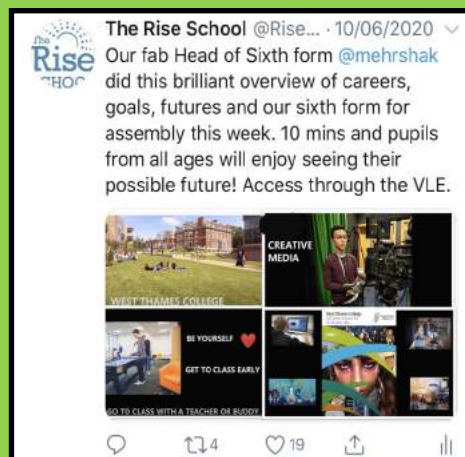 The Rise School @Rise... · 10/06/2020
The
Rise
SCHOOL
Our fab Head of Sixth form @mehrshak
did this brilliant overview of careers,
goals, futures and our sixth form for
assembly this week. 10 mins and pupils
from all ages will enjoy seeing their
possible future! Access through the VLE.
WEST THAMES COLLEGE
CREATIVE
MEDIA
BE YOURSELF
GET TO CLASS EARLY
GO TO CLASS WITH A TEACHER OR BUDDY
4
19